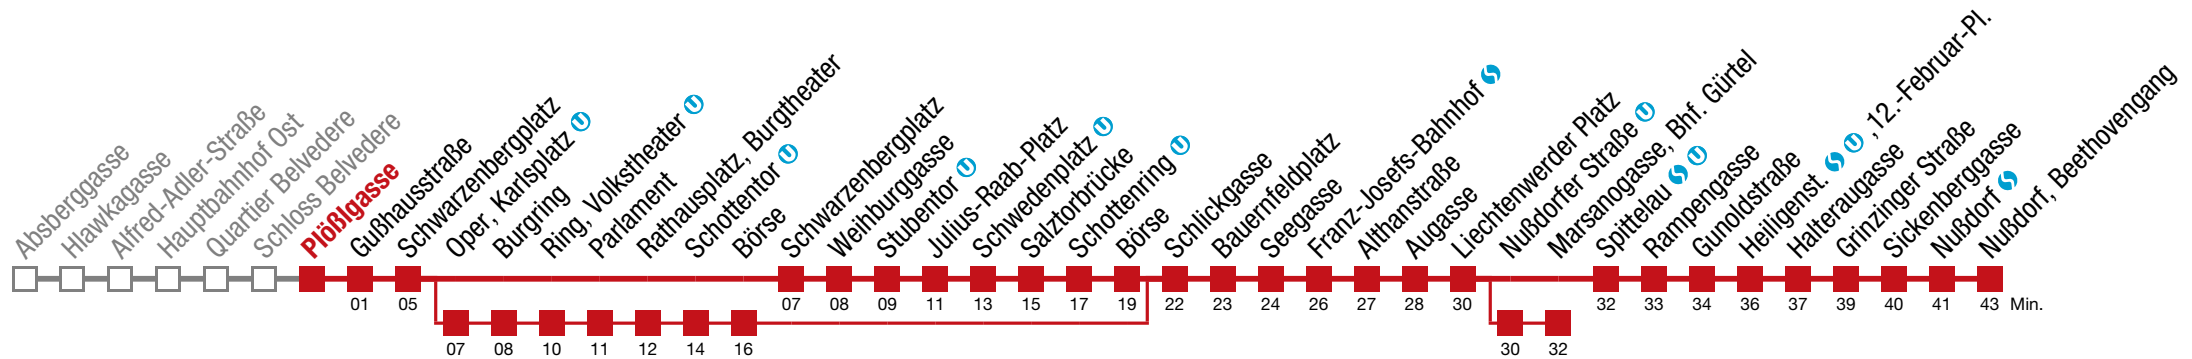 Absberggasse
Hlawkagasse
Alfred-Adler-Straße
Hauptbahnhof Ost
Quartier Belvedere
Schloss Belvedere
Plößlgasse
Gußhausstraße
Schwarzenbergplatz
Oper, Karlsplatz U
Burgring
Ring, Volkstheater U
Parlament
Rathausplatz, Burgtheater
Schottentor U
Börse
Schwarzenbergplatz
Weihburggasse
Stubentor U
Julius-Raab-Platz
Schwedenplatz U
Salztorbrücke
Schottenring U
Börse
Schlickgasse
Bauernfeldplatz
Seegasse
Franz-Josefs-Bahnhof S
Althanstraße
Augasse
Liechtenwerder Platz
Nußdorfer Straße U
Marsanogasse, Bhf. Gürtel
Spittelau S U
Rampengasse
Gunoldstraße
Heiligenst. S U ,12.-Februar-Pl.
Halteraugasse
Grinzinger Straße
Sickenberggasse
Nußdorf S
Nußdorf, Beethovengang
01 05 07 08 09 11 13 15 17 19 22 23 24 26 27 28 30 32 33 34 36 37 39 40 41 43 Min.
07 08 10 11 12 14 16 30 32